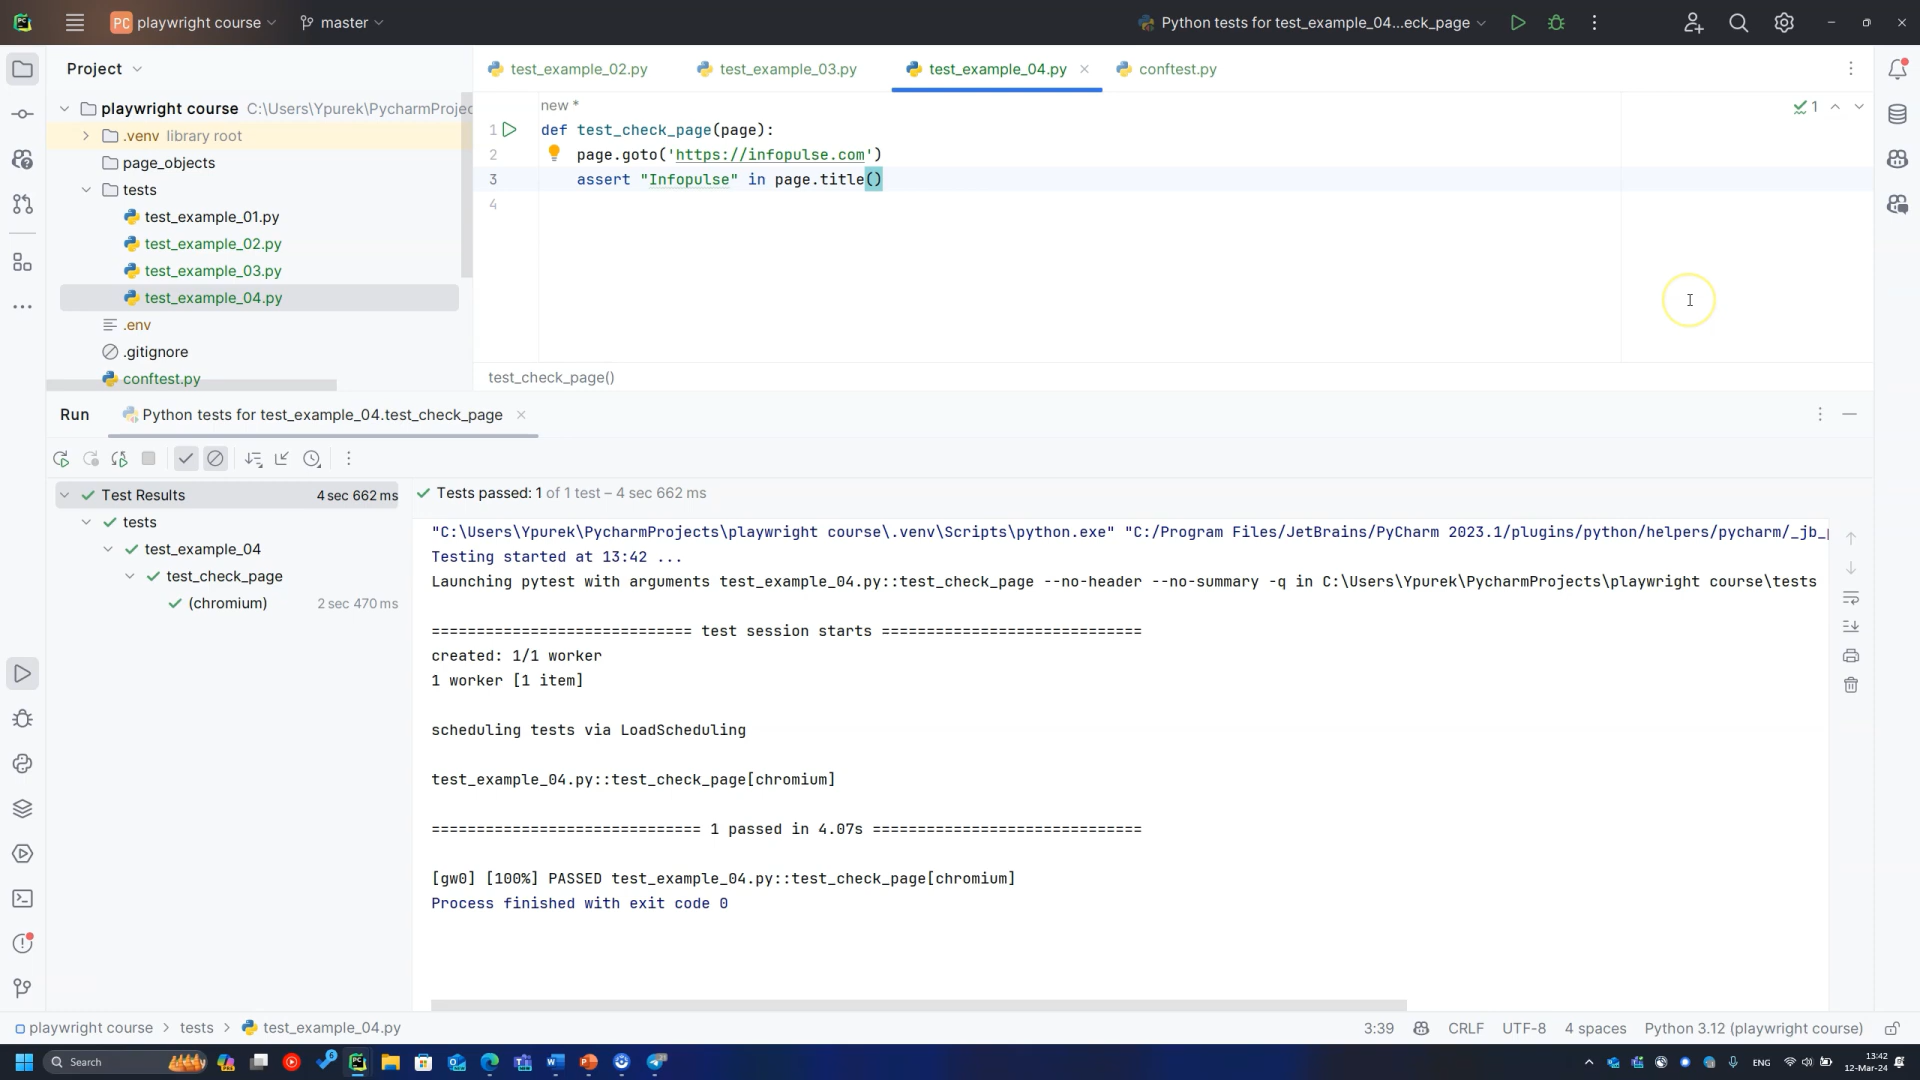 PC playwright course
master
Python tests for test_example_04...eck_page
Project
test_example_02.py
test_example_03.py
test_example_04.py
conftest.py
playwright course C:\Users\Ypurek\PycharmProjec
.venv library root
page_objects
tests
test_example_01.py
test_example_02.py
test_example_03.py
test_example_04.py
.env
.gitignore
conftest.py
new *
1
1 def test_check_page(page):
2 page.goto('https://infopulse.com')
3 assert "Infopulse" in page.title()
4
test_check_page()
Run Python tests for test_example_04.test_check_page
Test Results 4 sec 662 ms
tests
test_example_04
test_check_page
(chromium) 2 sec 470 ms
Tests passed: 1 of 1 test – 4 sec 662 ms
"C:\Users\Ypurek\PycharmProjects\playwright course\.venv\Scripts\python.exe" "C:/Program Files/JetBrains/PyCharm 2023.1/plugins/python/helpers/pycharm/_jb_
Testing started at 13:42 ...
Launching pytest with arguments test_example_04.py::test_check_page --no-header --no-summary -q in C:\Users\Ypurek\PycharmProjects\playwright course\tests
============================= test session starts =============================
created: 1/1 worker
1 worker [1 item]
scheduling tests via LoadScheduling
test_example_04.py::test_check_page[chromium]
============================== 1 passed in 4.07s ==============================
[gw0] [100%] PASSED test_example_04.py::test_check_page[chromium]
Process finished with exit code 0
playwright course > tests > test_example_04.py
3:39 CRLF UTF-8 4 spaces Python 3.12 (playwright course)
Search
ENG
13:42
12-Mar-24